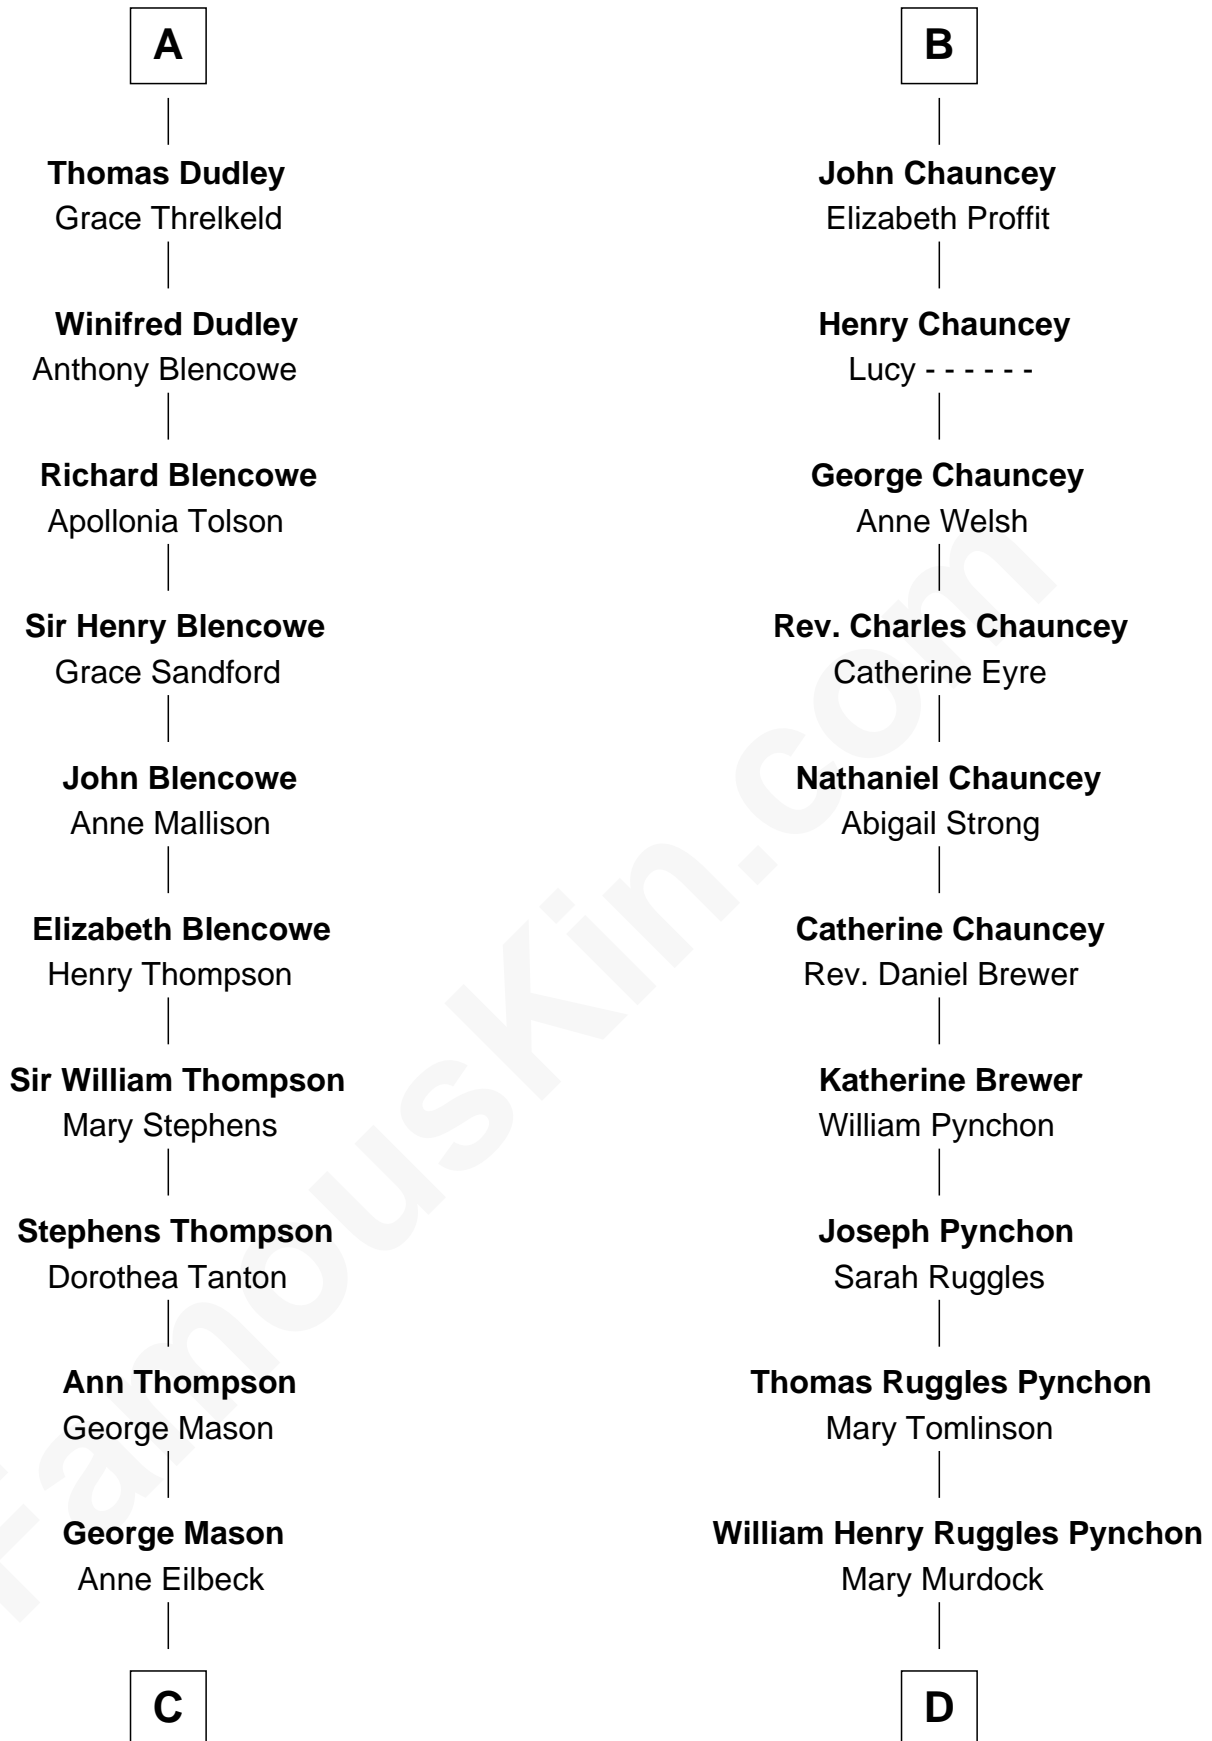 A
Thomas Dudley
Grace Threlkeld
Winifred Dudley
Anthony Blencowe
Richard Blencowe
Apollonia Tolson
Sir Henry Blencowe
Grace Sandford
John Blencowe
Anne Mallison
Elizabeth Blencowe
Henry Thompson
Sir William Thompson
Mary Stephens
Stephens Thompson
Dorothea Tanton
Ann Thompson
George Mason
George Mason
Anne Eilbeck
C
B
John Chauncey
Elizabeth Proffit
Henry Chauncey
Lucy - - - - - -
George Chauncey
Anne Welsh
Rev. Charles Chauncey
Catherine Eyre
Nathaniel Chauncey
Abigail Strong
Catherine Chauncey
Rev. Daniel Brewer
Katherine Brewer
William Pynchon
Joseph Pynchon
Sarah Ruggles
Thomas Ruggles Pynchon
Mary Tomlinson
William Henry Ruggles Pynchon
Mary Murdock
D
FamousKin.com